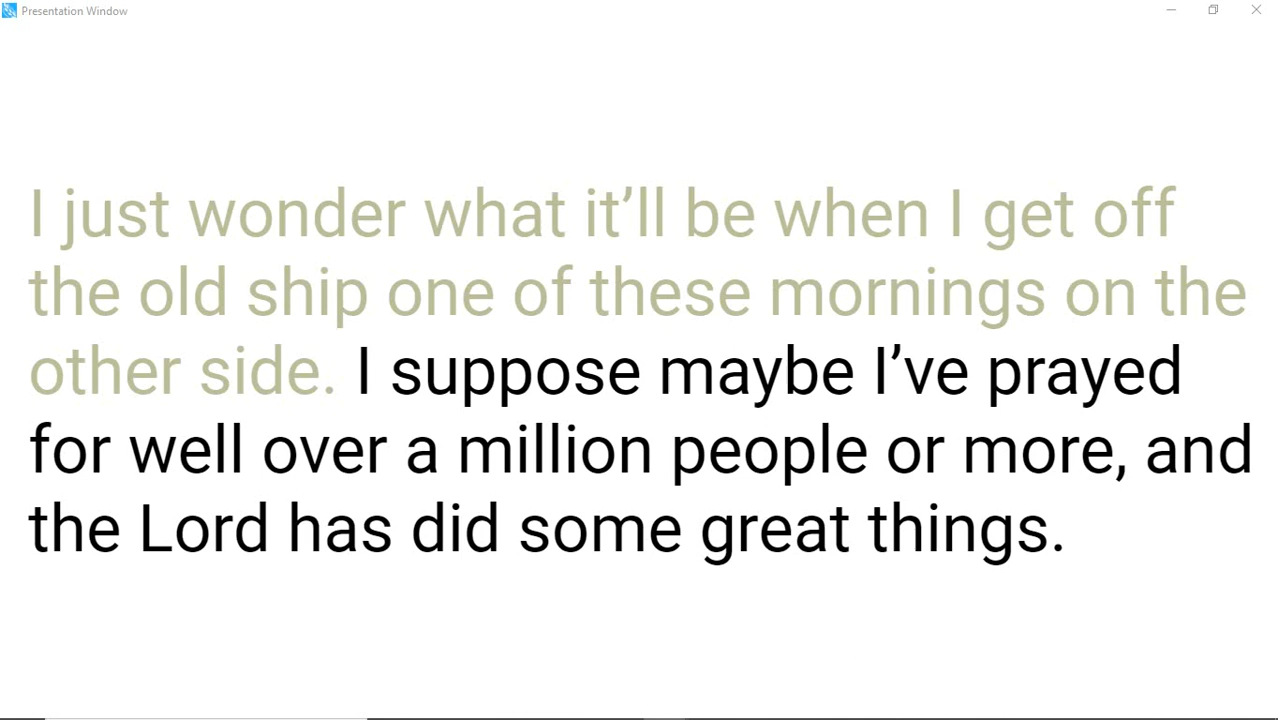 Presentation Window
I just wonder what it’ll be when I get off
the old ship one of these mornings on the
other side. I suppose maybe I’ve prayed
for well over a million people or more, and
the Lord has did some great things.